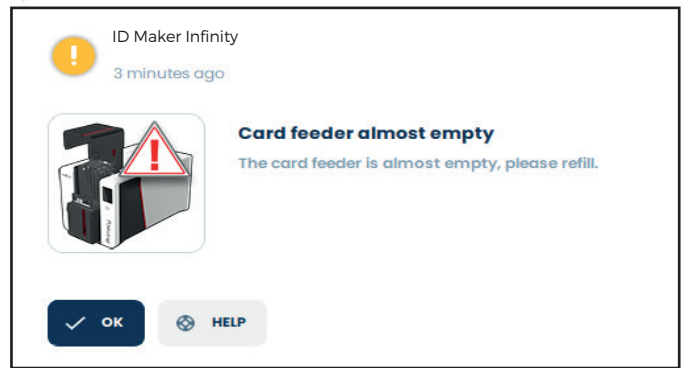 ID Maker Infinity
3 minutes ago
Card feeder almost empty
The card feeder is almost empty, please refill.
OK
HELP